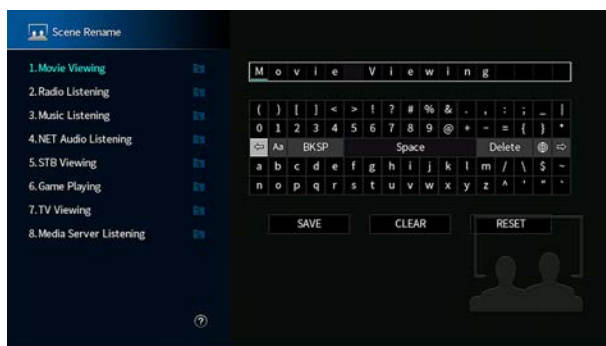 Scene Rename
1.Movie Viewing
2.Radio Listening
3.Music Listening
4.NET Audio Listening
5.STB Viewing
6.Game Playing
7.TV Viewing
8.Media Server Listening
Movie Viewing
( ) [ ] < > ! ? # % & . , : ; _ |
0 1 2 3 4 5 6 7 8 9 @ + - = { } *
⇦ Aa BKSP Space Delete ⇨
a b c d e f g h i j k l m / \ $ ~
n o p q r s t u v w x y z ^ ' " `
SAVE CLEAR RESET
?